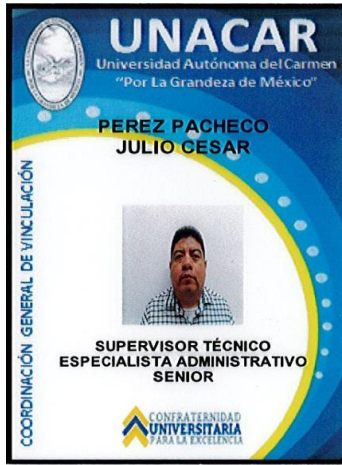 UNACAR
Universidad Autónoma del Carmen
"Por La Grandeza de México"
PEREZ PACHECO
JULIO CESAR
COORDINACIÓN GENERAL DE VINCULACIÓN
SUPERVISOR TÉCNICO
ESPECIALISTA ADMINISTRATIVO
SENIOR
CONFRATERNIDAD
UNIVERSITARIA
PARA LA EXCELENCIA